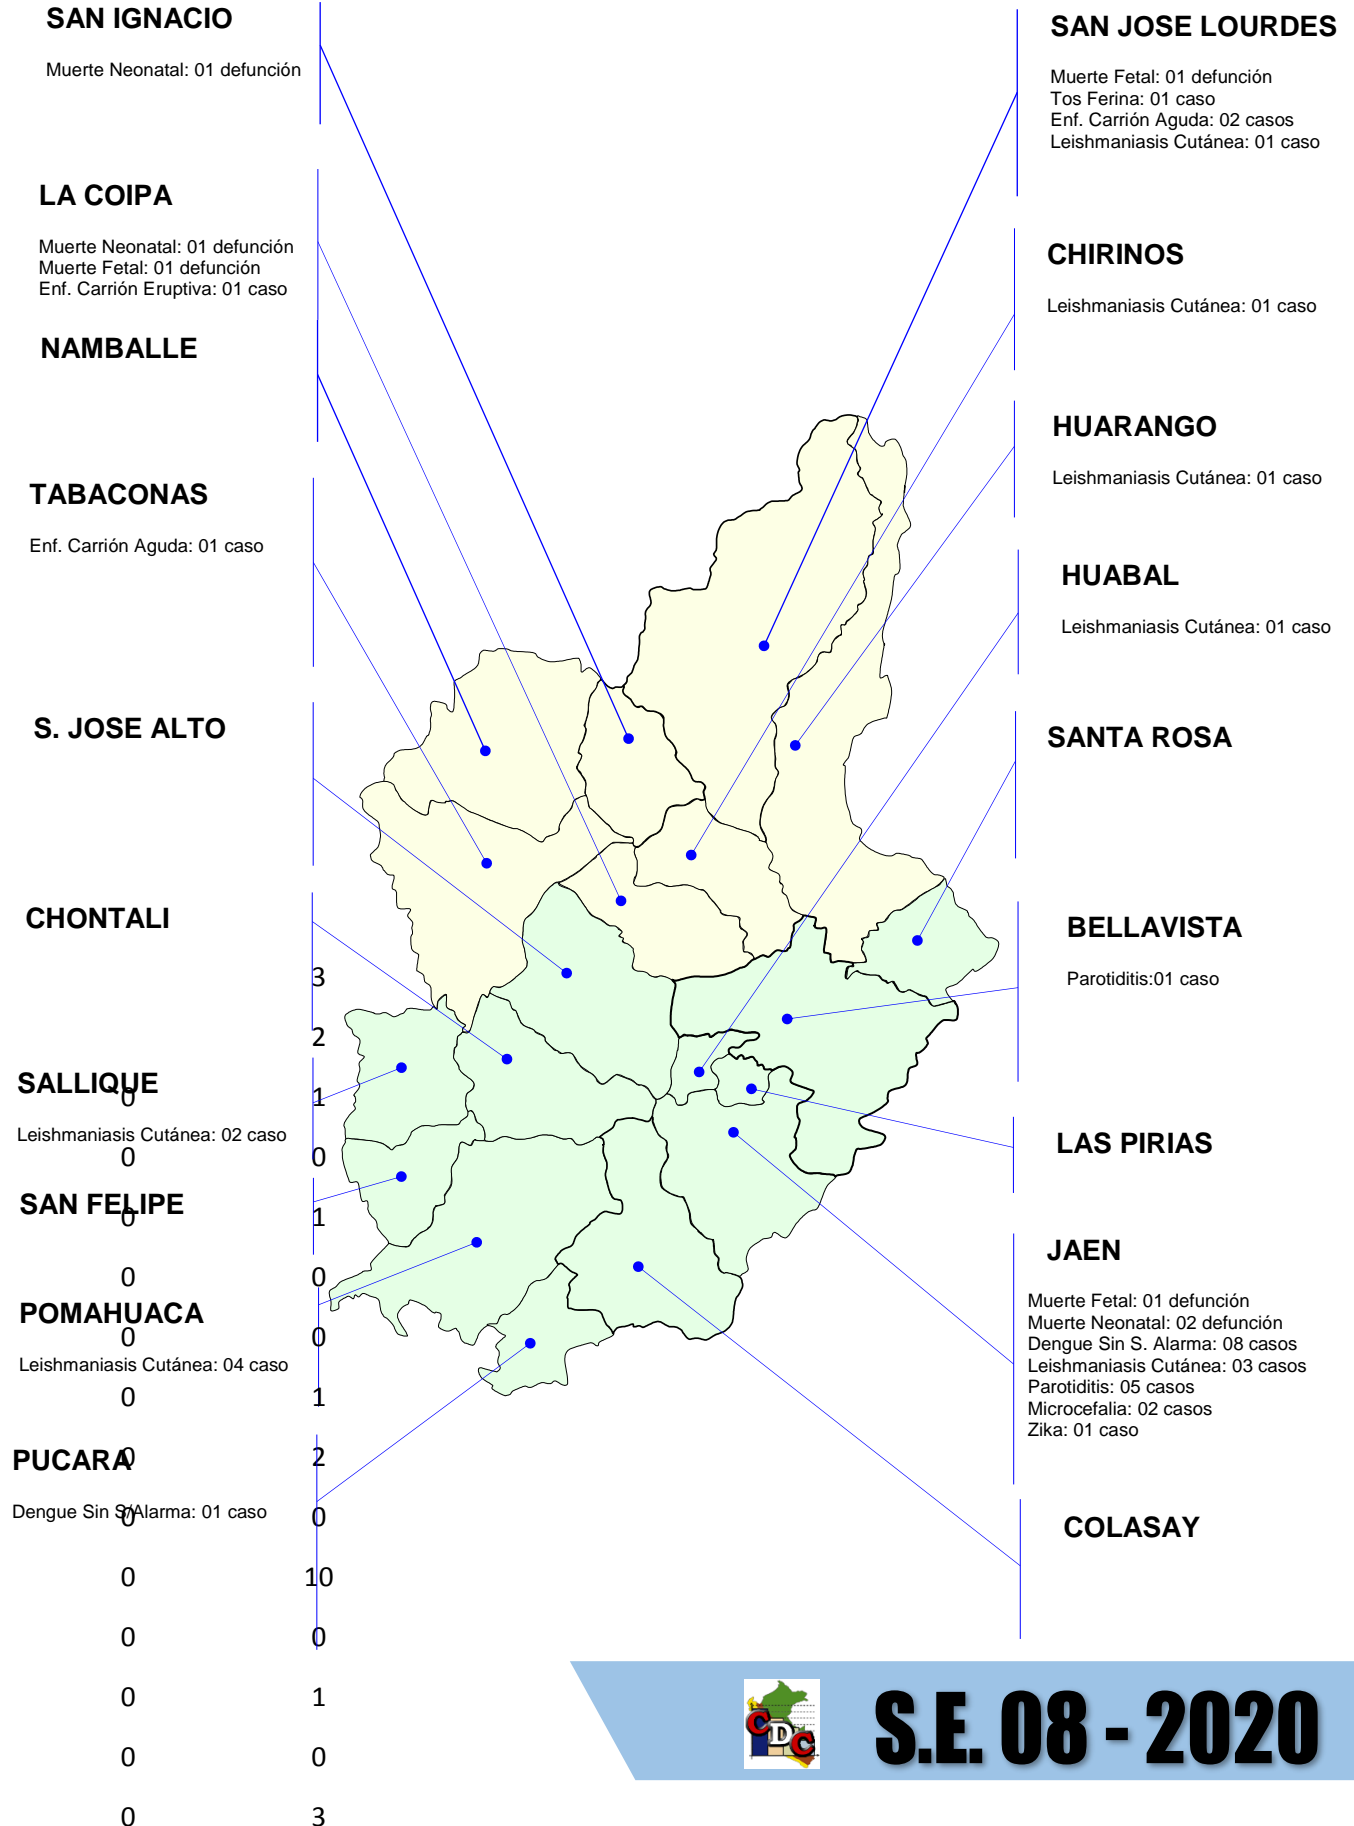 SAN IGNACIO
Muerte Neonatal: 01 defunción
LA COIPA
Muerte Neonatal: 01 defunción
Muerte Fetal: 01 defunción
Enf. Carrión Eruptiva: 01 caso
NAMBALLE
TABACONAS
Enf. Carrión Aguda: 01 caso
S. JOSE ALTO
CHONTALI
3
2
SALLIQUE
0 1
Leishmaniasis Cutánea: 02 caso
0 0
SAN FELIPE
0 1
0 0
POMAHUACA
0 0
Leishmaniasis Cutánea: 04 caso
0 1
PUCARA
0 2
Dengue Sin S/Alarma: 01 caso
0 0
0 10
0 0
0 1
0 0
0 3
SAN JOSE LOURDES
Muerte Fetal: 01 defunción
Tos Ferina: 01 caso
Enf. Carrión Aguda: 02 casos
Leishmaniasis Cutánea: 01 caso
CHIRINOS
Leishmaniasis Cutánea: 01 caso
HUARANGO
Leishmaniasis Cutánea: 01 caso
HUABAL
Leishmaniasis Cutánea: 01 caso
SANTA ROSA
BELLAVISTA
Parotiditis:01 caso
LAS PIRIAS
JAEN
Muerte Fetal: 01 defunción
Muerte Neonatal: 02 defunción
Dengue Sin S. Alarma: 08 casos
Leishmaniasis Cutánea: 03 casos
Parotiditis: 05 casos
Microcefalia: 02 casos
Zika: 01 caso
COLASAY
CDC
S.E. 08 - 2020